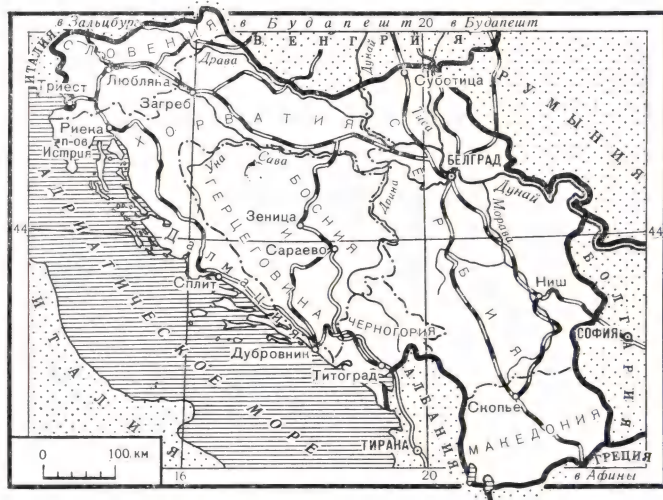 в Зальцбург
в Будапешт
20
в Будапешт
ИТАЛИЯ
СЛОВЕНИЯ
ВЕНГРИЯ
РУМЫНИЯ
Драва
Дунай
Суботица
Любляна
Триест
Загреб
Тиса
Риека
п-ов
Истрия
ХОРВАТИЯ
Уна
Сава
БЕЛГРАД
Дунай
Дрина
Морава
СЕРБИЯ
БОСНИЯ И ГЕРЦЕГОВИНА
44
44
Зеница
Сараево
Далмация
Сплит
Ниш
БОЛГАРИЯ
СОФИЯ
ЧЕРНОГОРИЯ
Дубровник
Титоград
АДРИАТИЧЕСКОЕ МОРЕ
ИТАЛИЯ
АЛБАНИЯ
Скопье
МАКЕДОНИЯ
ТИРАНА
ГРЕЦИЯ
в Афины
0 100 км
16
20